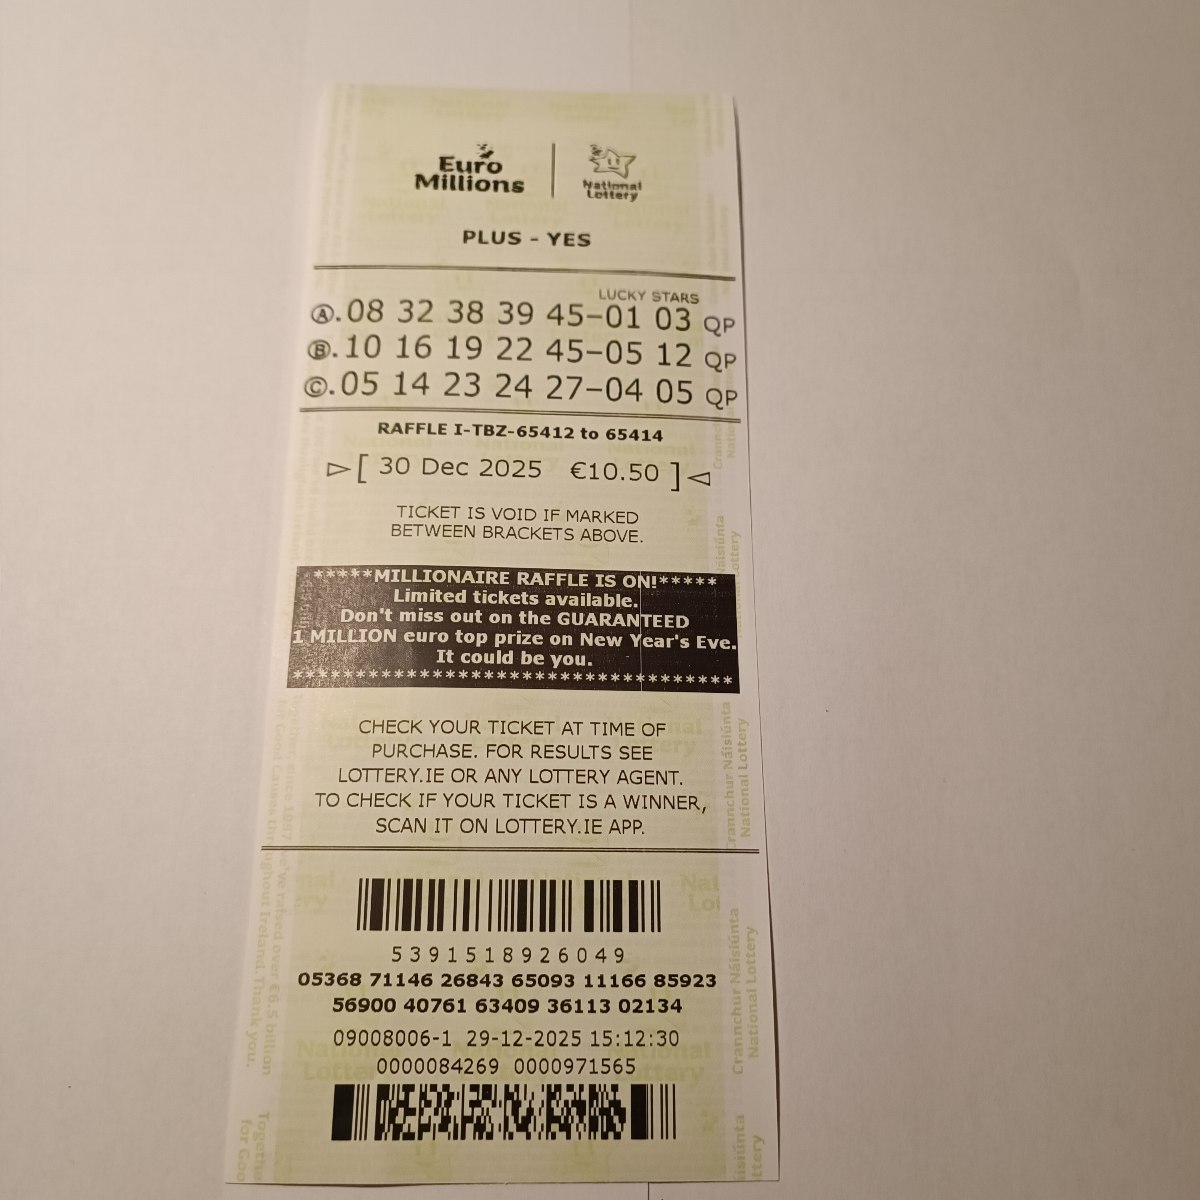 Euro
Millions
National
Lottery
PLUS - YES
LUCKY STARS
Ⓐ.08 32 38 39 45-01 03 QP
Ⓑ.10 16 19 22 45-05 12 QP
Ⓒ.05 14 23 24 27-04 05 QP
RAFFLE I-TBZ-65412 to 65414
[ 30 Dec 2025 €10.50 ]
TICKET IS VOID IF MARKED
BETWEEN BRACKETS ABOVE.
*****MILLIONAIRE RAFFLE IS ON!*****
Limited tickets available.
Don't miss out on the GUARANTEED
1 MILLION euro top prize on New Year's Eve.
It could be you.
***********************************
CHECK YOUR TICKET AT TIME OF
PURCHASE. FOR RESULTS SEE
LOTTERY.IE OR ANY LOTTERY AGENT.
TO CHECK IF YOUR TICKET IS A WINNER,
SCAN IT ON LOTTERY.IE APP.
5391518926049
05368 71146 26843 65093 11166 85923
56900 40761 63409 36113 02134
09008006-1 29-12-2025 15:12:30
0000084269 0000971565
Crannchur Náisiúnta
National Lottery